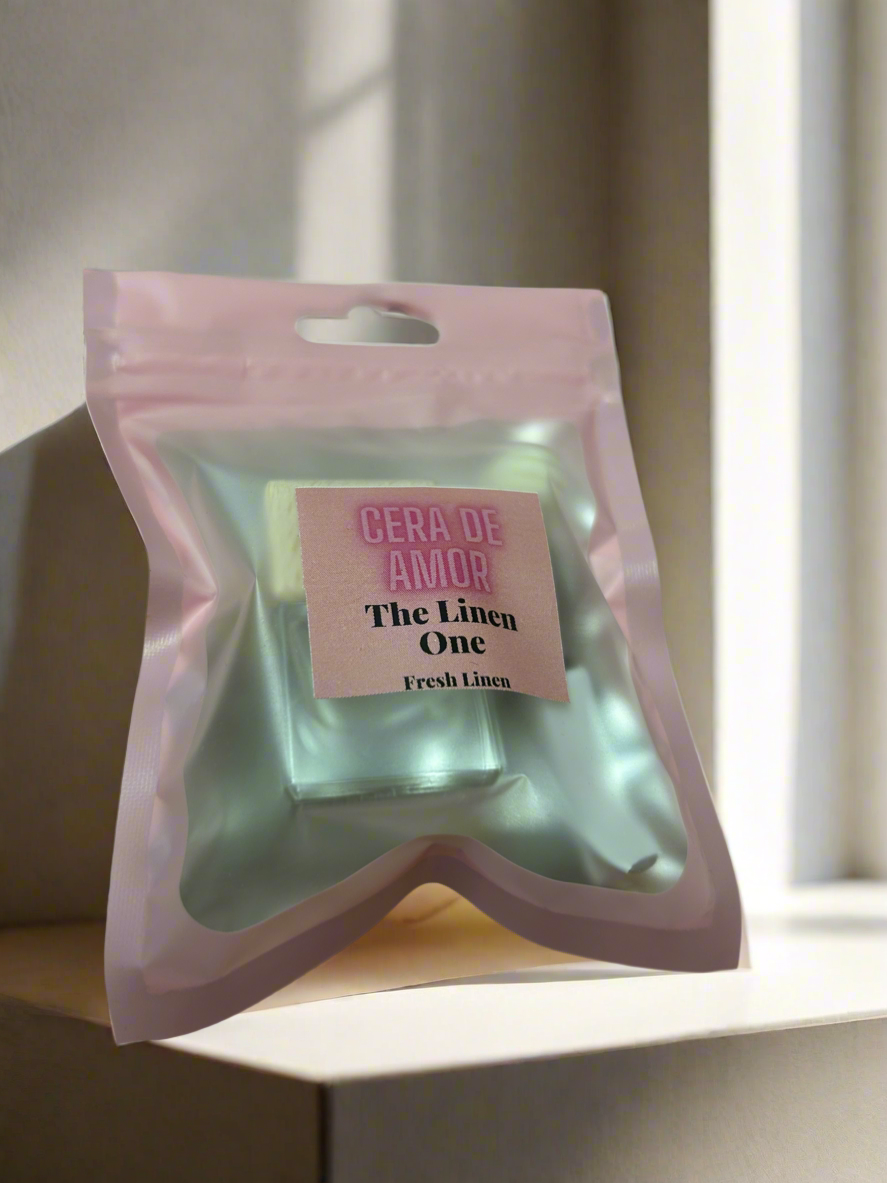 CERA DE
AMOR
The Linen
One
Fresh Linen